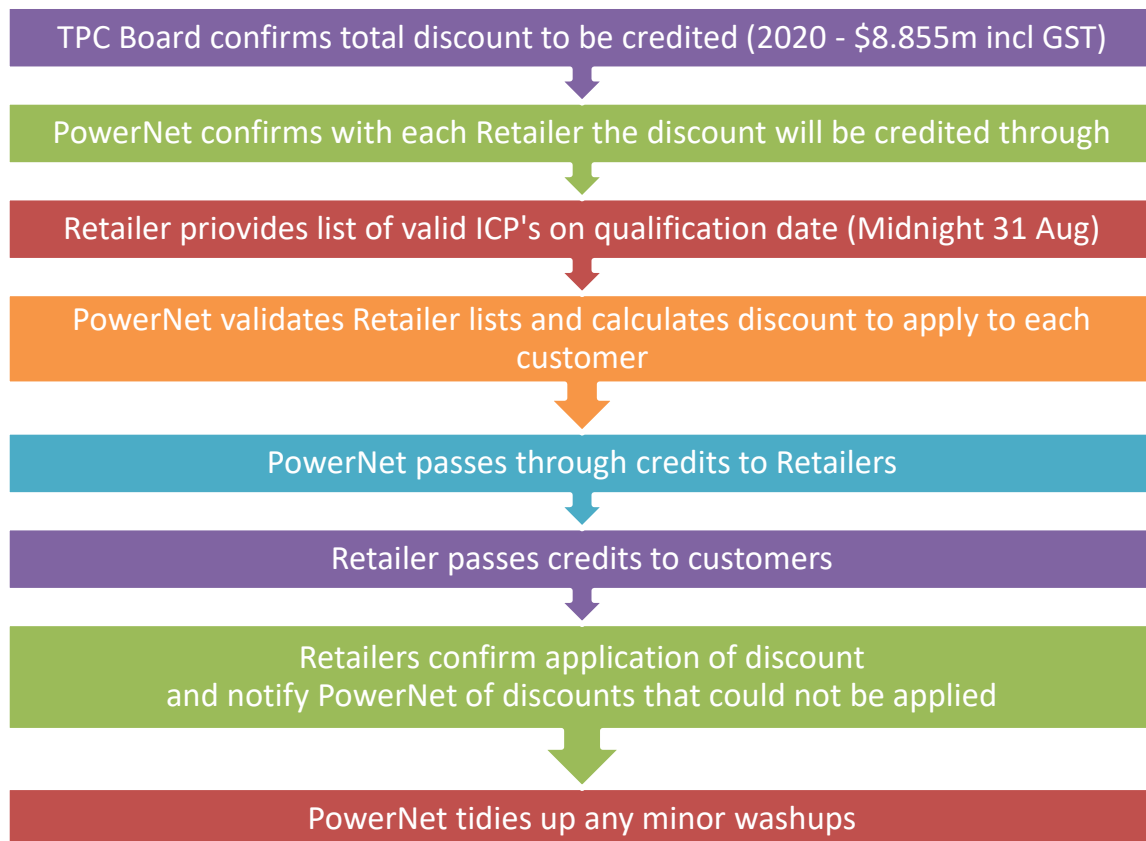 TPC Board confirms total discount to be credited (2020 - $8.855m incl GST)
PowerNet confirms with each Retailer the discount will be credited through
Retailer priovides list of valid ICP's on qualification date (Midnight 31 Aug)
PowerNet validates Retailer lists and calculates discount to apply to each
customer
PowerNet passes through credits to Retailers
Retailer passes credits to customers
Retailers confirm application of discount
and notify PowerNet of discounts that could not be applied
PowerNet tidies up any minor washups